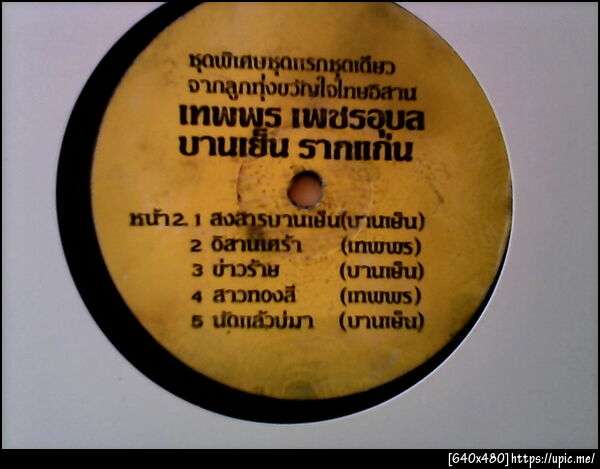 ชุดพิเศษชุดแรกชุดเดียว
จากลูกทุ่งขวัญใจไทยอิสาน
เทพพร เพชรอุบล
บานเย็น รากแก่น
หน้า 2. 1 สงสารบานเย็น (บานเย็น)
2 อิสานเศร้า (เทพพร)
3 ข่าวร้าย (บานเย็น)
4 สาวทองสี (เทพพร)
5 นัดแล้วบ่มา (บานเย็น)
[640x480]https://upic.me/